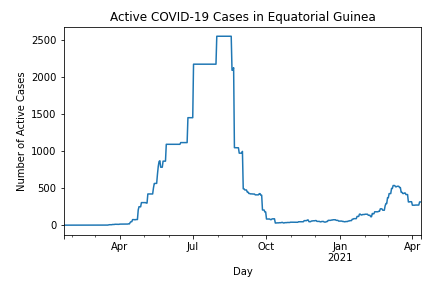 Active COVID-19 Cases in Equatorial Guinea
Number of Active Cases
2500
2000
1500
1000
500
0
Apr
Jul
Oct
Jan
2021
Apr
Day